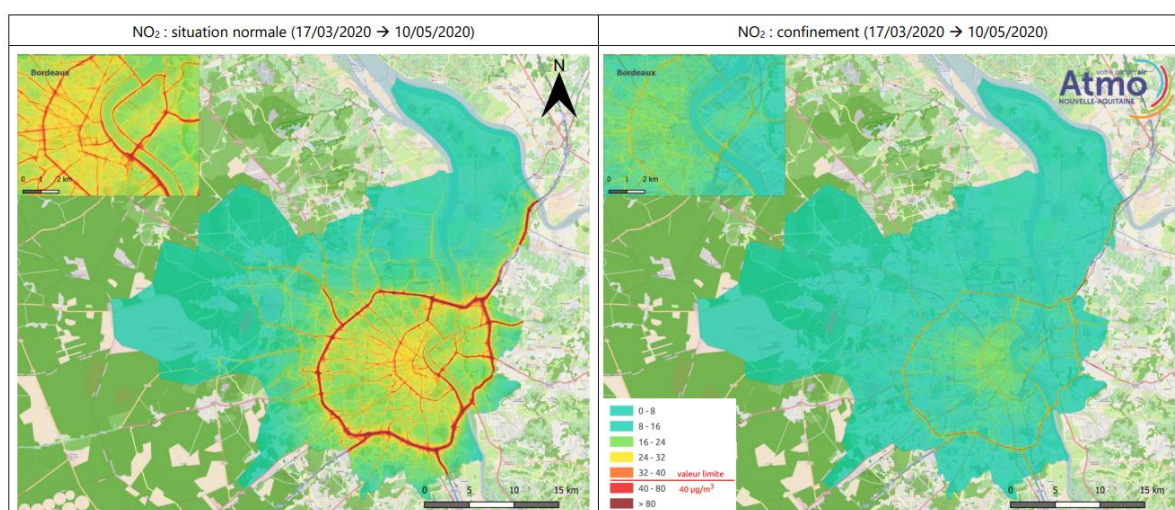 NO₂ : situation normale (17/03/2020 → 10/05/2020)
NO₂ : confinement (17/03/2020 → 10/05/2020)
Bordeaux
0 1 2 km
N
0 5 10 15 km
Bordeaux
0 1 2 km
Atmo
NOUVELLE-AQUITAINE
0 - 8
8 - 16
16 - 24
24 - 32
32 - 40 valeur limite
40 - 80 40 µg/m³
> 80
0 5 10 15 km